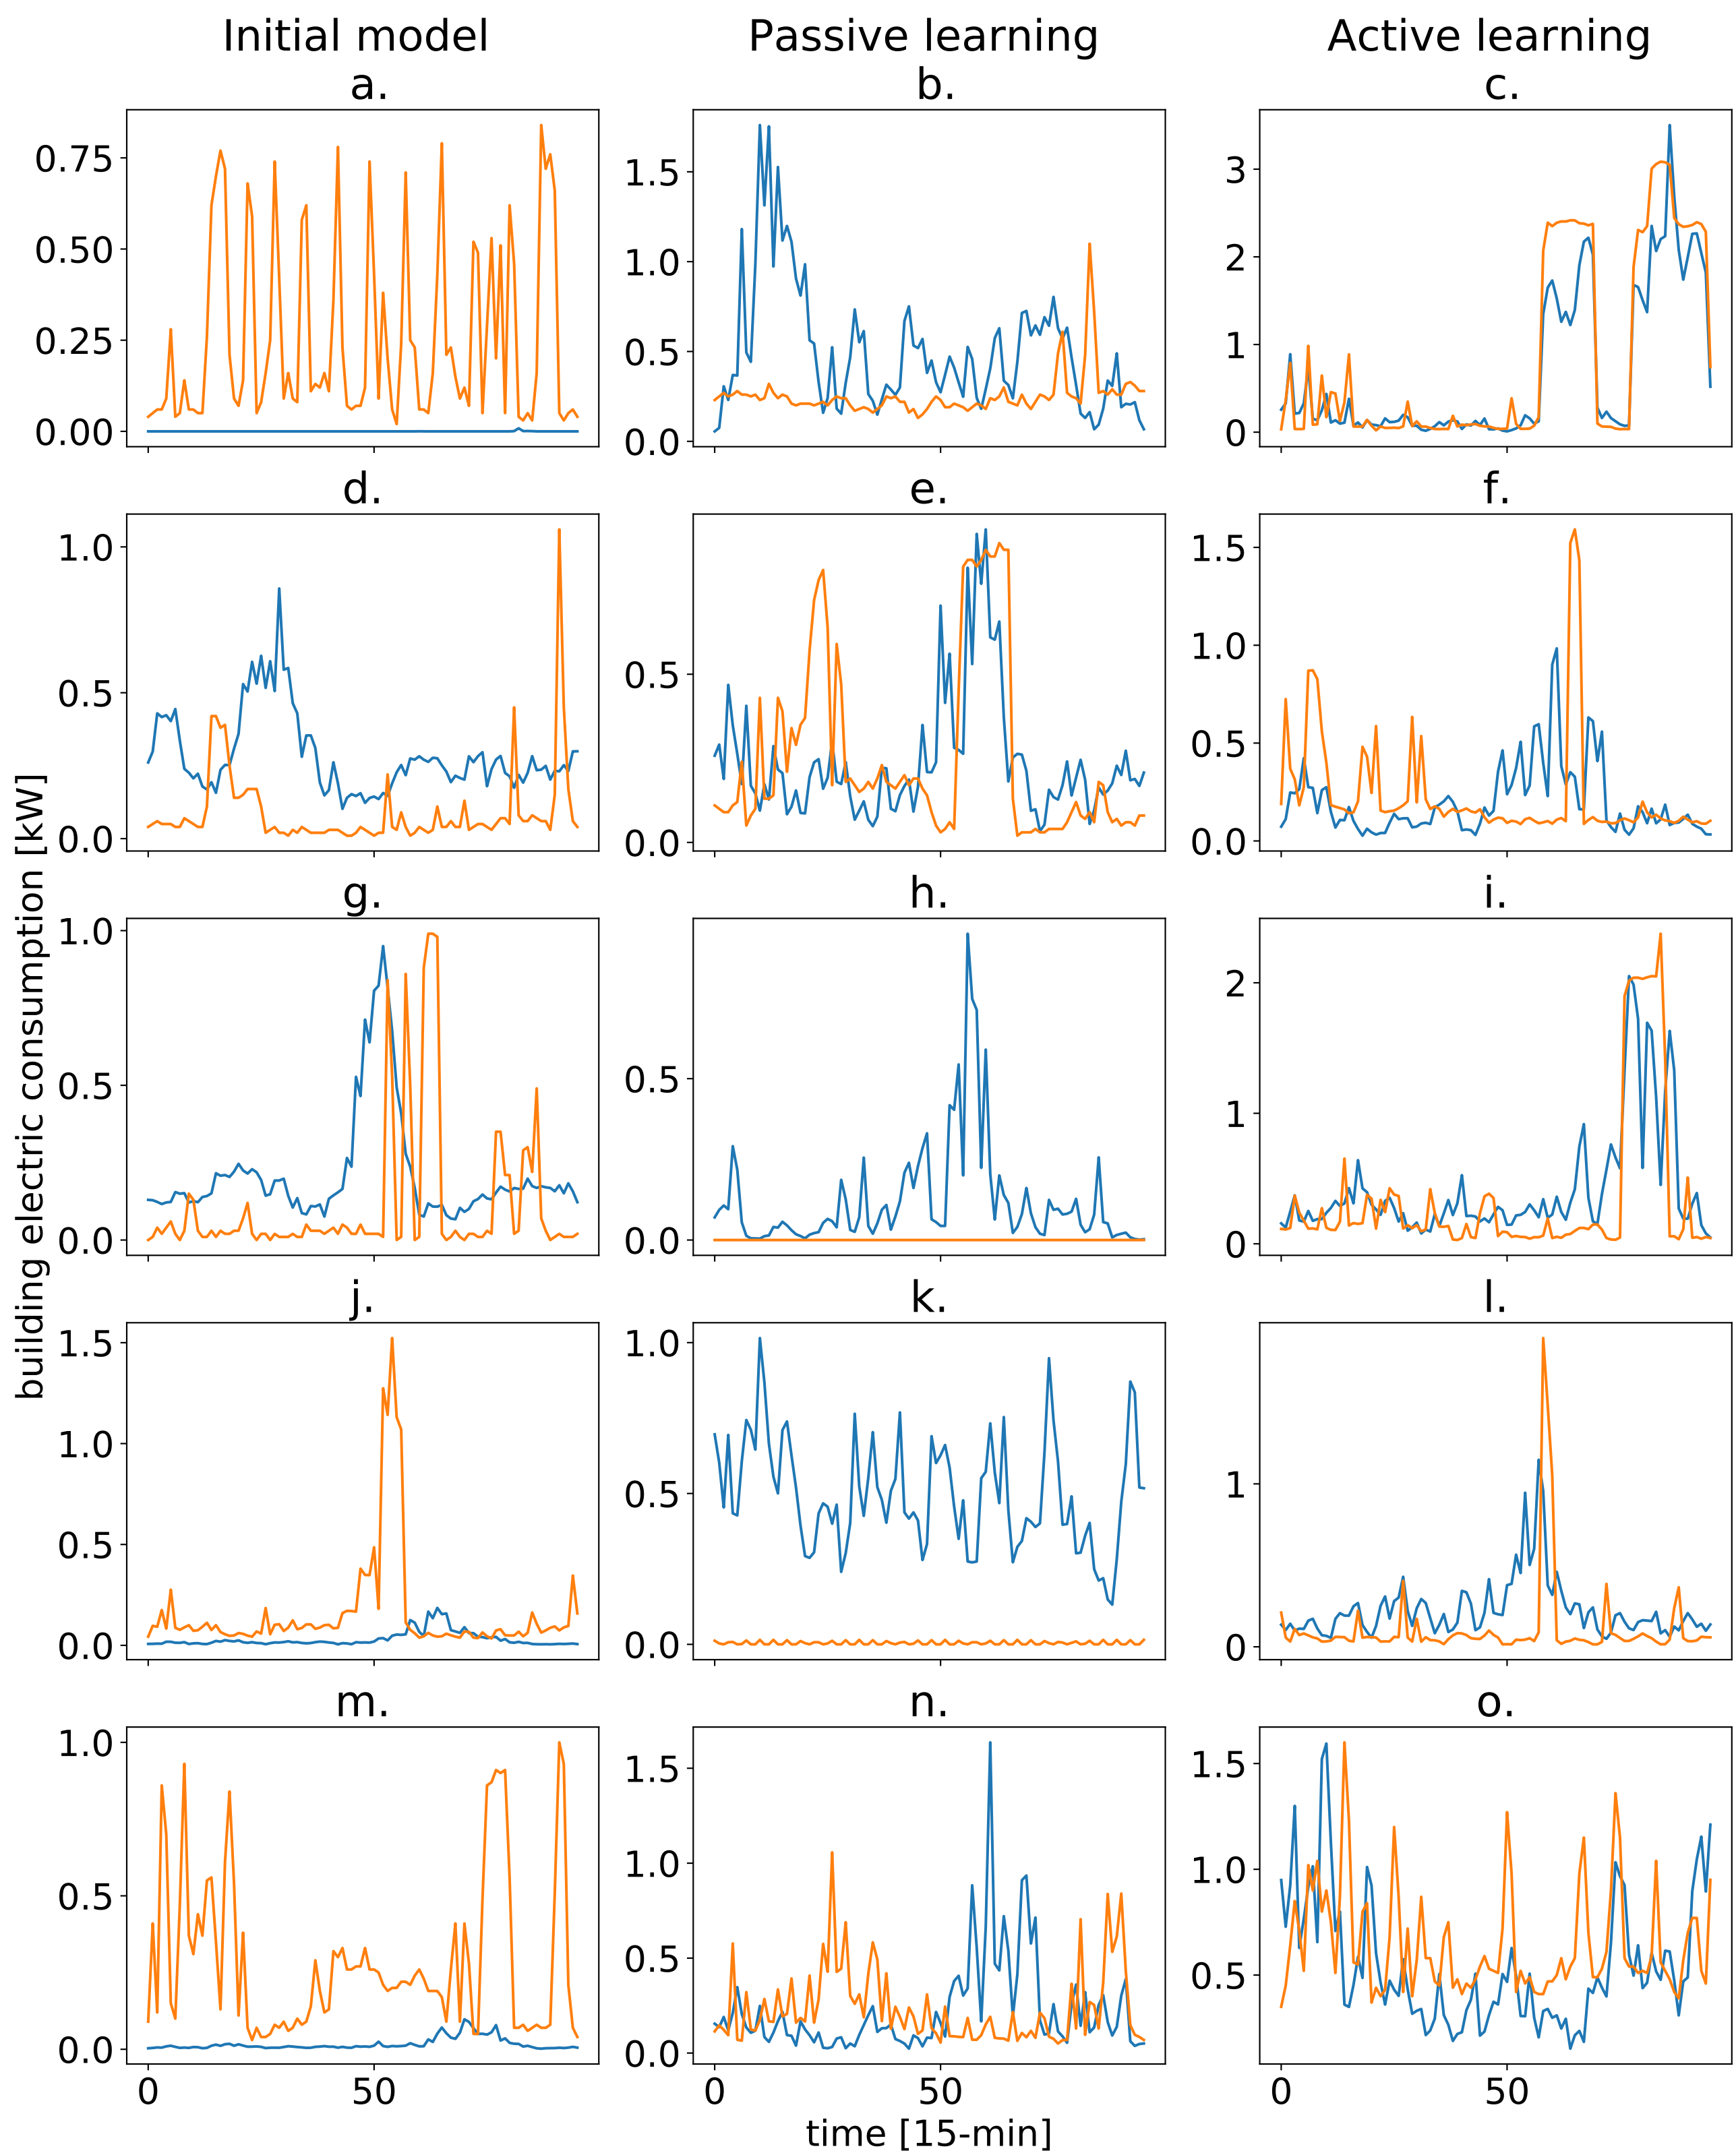 Initial model Passive learning Active learning
a. b. c.
0.75 1.5 3
0.50 1.0 2
0.25 0.5 1
0.00 0.0 0
d. e. f.
1.0 0.5 1.5
0.5 0.0 1.0
0.0 0.5
0.0
building electric consumption [kW]
g. h. i.
1.0 0.5 2
0.5 0.0 1
0.0 0
j. k. l.
1.5 1.0 1
1.0 0.5 0
0.5 0.0
0.0
m. n. o.
1.0 1.5 1.5
0.5 1.0 1.0
0.0 0.5 0.5
0.0
0 50 0 50 0 50
time [15-min]